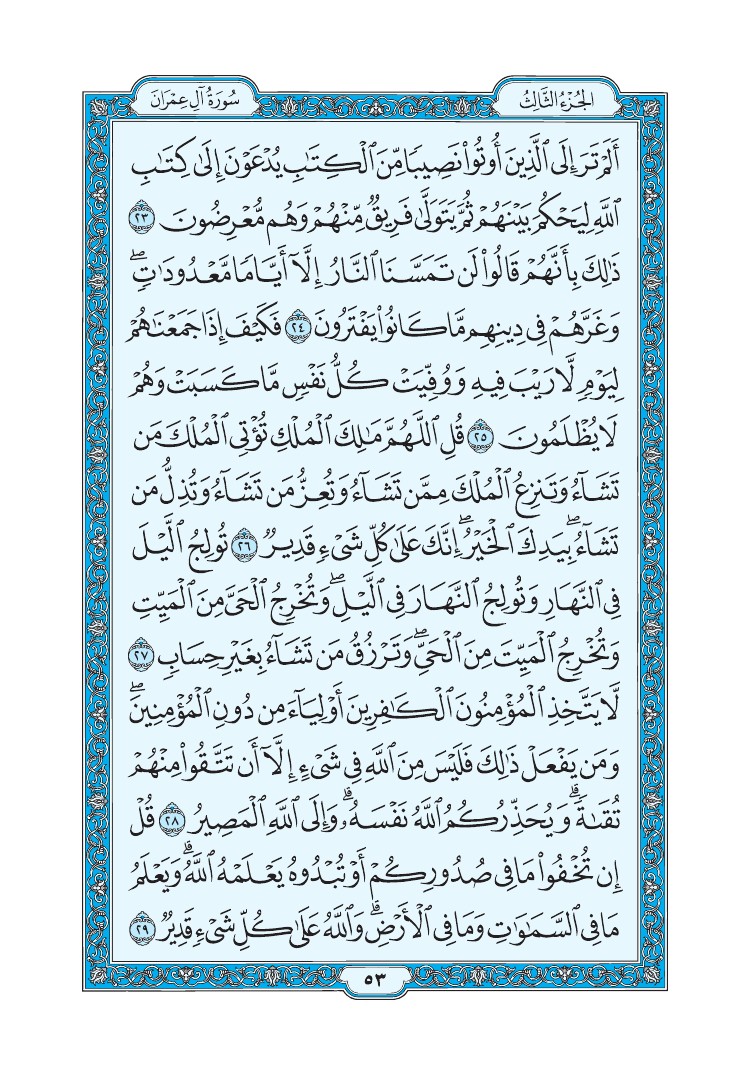 الجُزْءُ الثَّالِثُ
سُورَةُ آلِ عِمْرَانَ
أَلَمْ تَرَ إِلَى ٱلَّذِينَ أُوتُوا۟ نَصِيبًا مِّنَ ٱلْكِتَٰبِ يُدْعَوْنَ إِلَىٰ كِتَٰبِ
ٱللَّهِ لِيَحْكُمَ بَيْنَهُمْ ثُمَّ يَتَوَلَّىٰ فَرِيقٌ مِّنْهُمْ وَهُم مُّعْرِضُونَ ٢٣
ذَٰلِكَ بِأَنَّهُمْ قَالُوا۟ لَن تَمَسَّنَا ٱلنَّارُ إِلَّآ أَيَّامًا مَّعْدُودَٰتٍ ۖ
وَغَرَّهُمْ فِى دِينِهِم مَّا كَانُوا۟ يَفْتَرُونَ ٢٤ فَكَيْفَ إِذَا جَمَعْنَٰهُمْ
لِيَوْمٍ لَّا رَيْبَ فِيهِ وَوُفِّيَتْ كُلُّ نَفْسٍ مَّا كَسَبَتْ وَهُمْ
لَا يُظْلَمُونَ ٢٥ قُلِ ٱللَّهُمَّ مَٰلِكَ ٱلْمُلْكِ تُؤْتِى ٱلْمُلْكَ مَن
تَشَآءُ وَتَنزِعُ ٱلْمُلْكَ مِمَّن تَشَآءُ وَتُعِزُّ مَن تَشَآءُ وَتُذِلُّ مَن
تَشَآءُ ۖ بِيَدِكَ ٱلْخَيْرُ ۖ إِنَّكَ عَلَىٰ كُلِّ شَىْءٍ قَدِيرٌ ٢٦ تُولِجُ ٱلَّيْلَ
فِى ٱلنَّهَارِ وَتُولِجُ ٱلنَّهَارَ فِى ٱلَّيْلِ ۖ وَتُخْرِجُ ٱلْحَىَّ مِنَ ٱلْمَيِّتِ
وَتُخْرِجُ ٱلْمَيِّتَ مِنَ ٱلْحَىِّ ۖ وَتَرْزُقُ مَن تَشَآءُ بِغَيْرِ حِسَابٍ ٢٧
لَّا يَتَّخِذِ ٱلْمُؤْمِنُونَ ٱلْكَٰفِرِينَ أَوْلِيَآءَ مِن دُونِ ٱلْمُؤْمِنِينَ ۖ
وَمَن يَفْعَلْ ذَٰلِكَ فَلَيْسَ مِنَ ٱللَّهِ فِى شَىْءٍ إِلَّآ أَن تَتَّقُوا۟ مِنْهُمْ
تُقَىٰةً ۗ وَيُحَذِّرُكُمُ ٱللَّهُ نَفْسَهُۥ ۗ وَإِلَى ٱللَّهِ ٱلْمَصِيرُ ٢٨ قُلْ
إِن تُخْفُوا۟ مَا فِى صُدُورِكُمْ أَوْ تُبْدُوهُ يَعْلَمْهُ ٱللَّهُ ۗ وَيَعْلَمُ
مَا فِى ٱلسَّمَٰوَٰتِ وَمَا فِى ٱلْأَرْضِ ۗ وَٱللَّهُ عَلَىٰ كُلِّ شَىْءٍ قَدِيرٌ ٢٩
٥٣